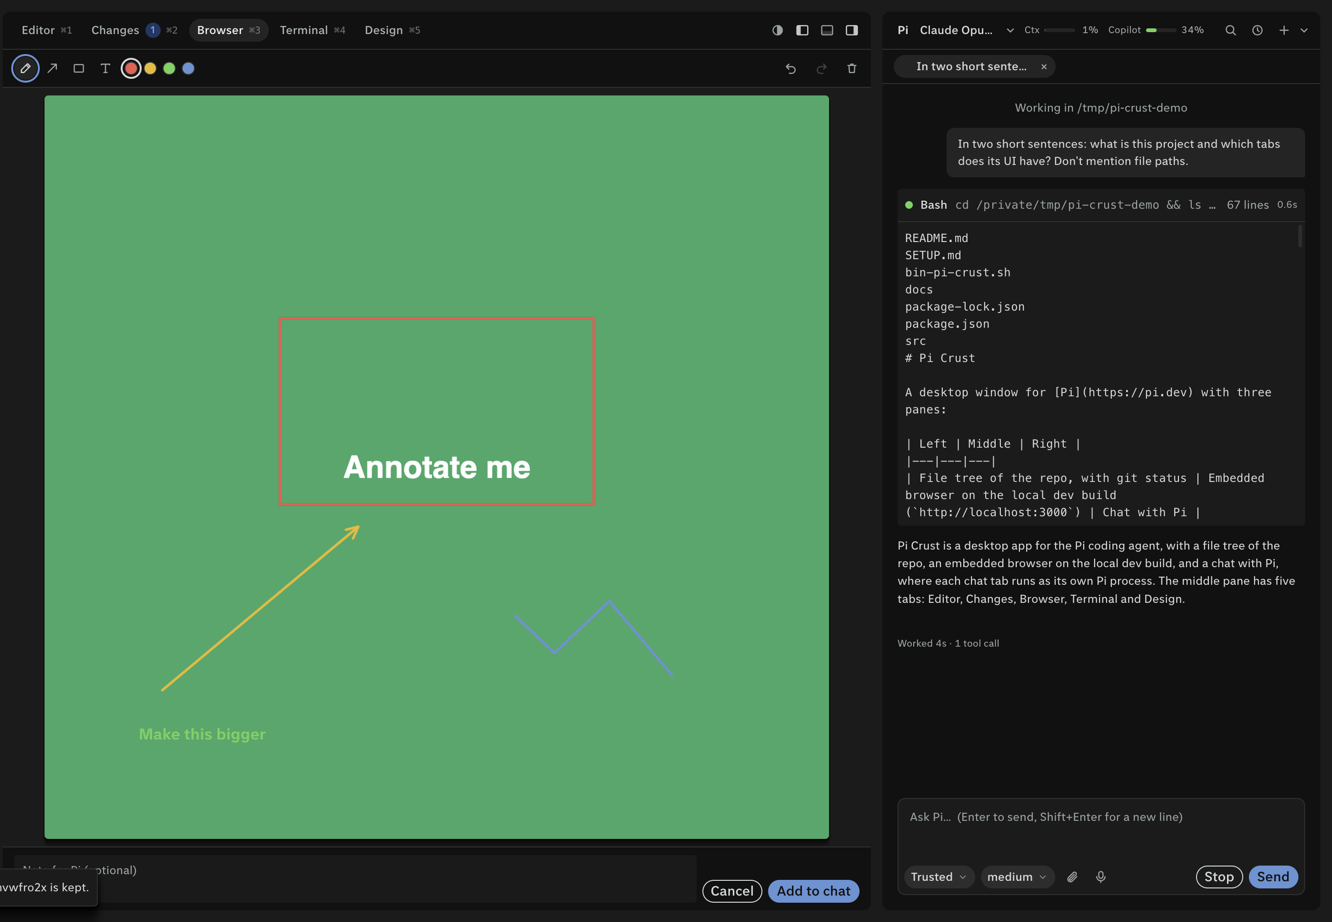 Editor ⌘1 Changes 1 ⌘2 Browser ⌘3 Terminal ⌘4 Design ⌘5
T
Annotate me
Make this bigger
(optional)
is kept.
Cancel Add to chat
Pi Claude Opu... Ctx 1% Copilot 34%
In two short sente... ×
Working in /tmp/pi-crust-demo
In two short sentences: what is this project and which tabs
does its UI have? Don't mention file paths.
Bash cd /private/tmp/pi-crust-demo && ls … 67 lines 0.6s
README.md
SETUP.md
bin-pi-crust.sh
docs
package-lock.json
package.json
src
# Pi Crust
A desktop window for [Pi](https://pi.dev) with three
panes:
| Left | Middle | Right |
|---|---|---|
| File tree of the repo, with git status | Embedded
browser on the local dev build
(`http://localhost:3000`) | Chat with Pi |
Pi Crust is a desktop app for the Pi coding agent, with a file tree of the
repo, an embedded browser on the local dev build, and a chat with Pi,
where each chat tab runs as its own Pi process. The middle pane has five
tabs: Editor, Changes, Browser, Terminal and Design.
Worked 4s · 1 tool call
Ask Pi... (Enter to send, Shift+Enter for a new line)
Trusted medium Stop Send